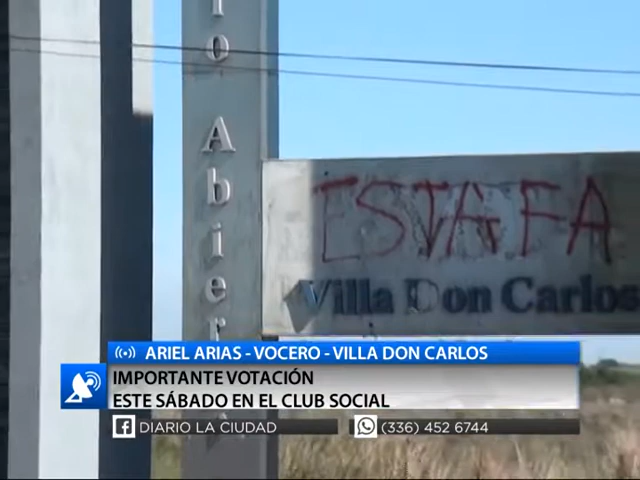 io Abier
ESTAFA
Villa Don Carlos
ARIEL ARIAS - VOCERO - VILLA DON CARLOS
IMPORTANTE VOTACIÓN
ESTE SÁBADO EN EL CLUB SOCIAL
DIARIO LA CIUDAD
(336) 452 6744